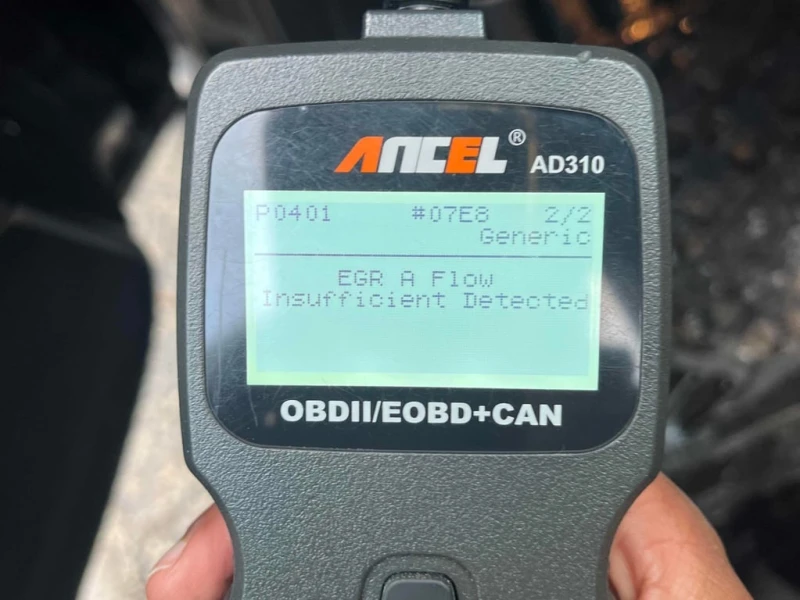 ANCEL® AD310
P0401 #07E8 2/2
Generic
EGR A Flow
Insufficient Detected
OBDII/EOBD+CAN